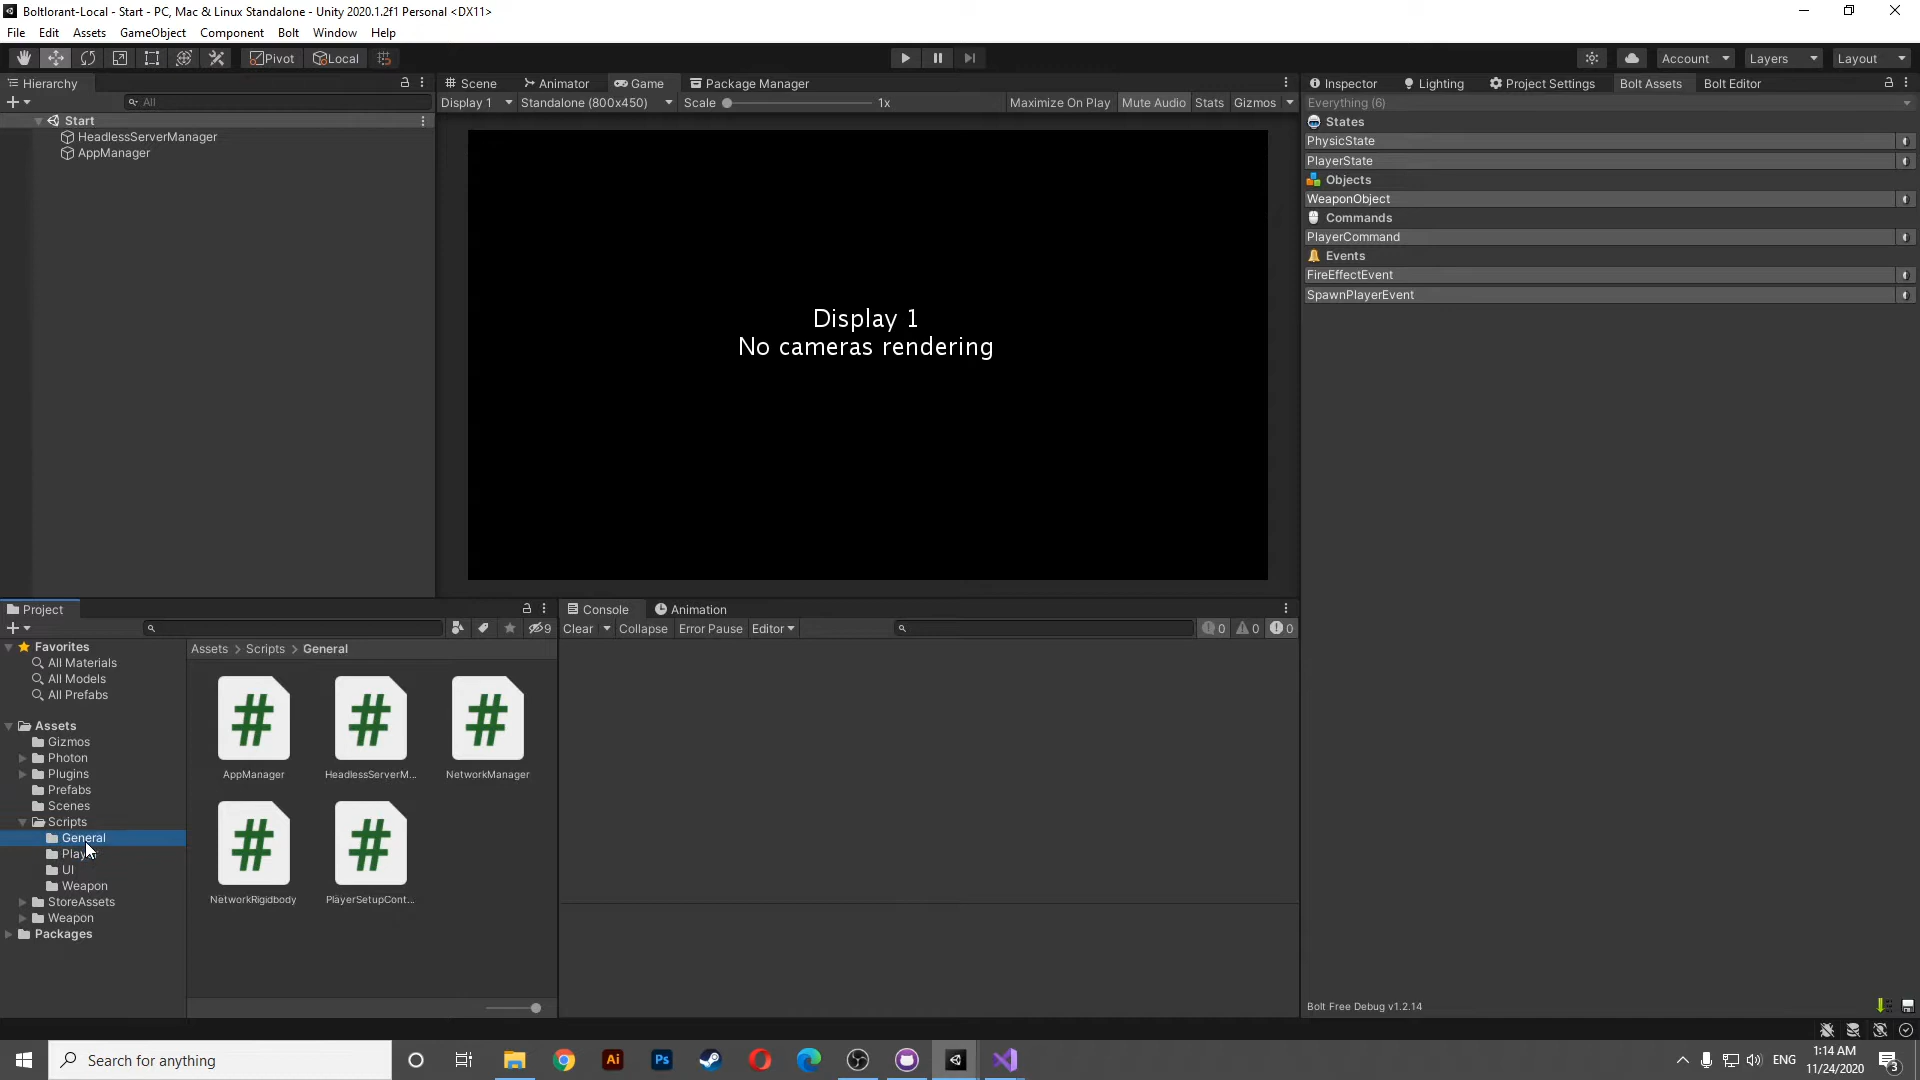 Boltlorant-Local - Start - PC, Mac & Linux Standalone - Unity 2020.1.2f1 Personal <DX11>
File Edit Assets GameObject Component Bolt Window Help
Pivot Local Account Layers Layout
Hierarchy
All
Start
HeadlessServerManager
AppManager
Scene Animator Game Package Manager
Display 1 Standalone (800x450) Scale 1x Maximize On Play Mute Audio Stats Gizmos
Display 1
No cameras rendering
Inspector Lighting Project Settings Bolt Assets Bolt Editor
Everything (6)
States
PhysicState
PlayerState
Objects
WeaponObject
Commands
PlayerCommand
Events
FireEffectEvent
SpawnPlayerEvent
Bolt Free Debug v1.2.14
Project
9
Favorites
All Materials
All Models
All Prefabs
Assets
Gizmos
Photon
Plugins
Prefabs
Scenes
Scripts
General
UI
Weapon
StoreAssets
Weapon
Packages
Assets > Scripts > General
AppManager HeadlessServerM... NetworkManager
NetworkRigidbody PlayerSetupCont...
Console Animation
Clear Collapse Error Pause Editor 0 0 0
Search for anything
Ai Ps
ENG
1:14 AM
11/24/2020
3